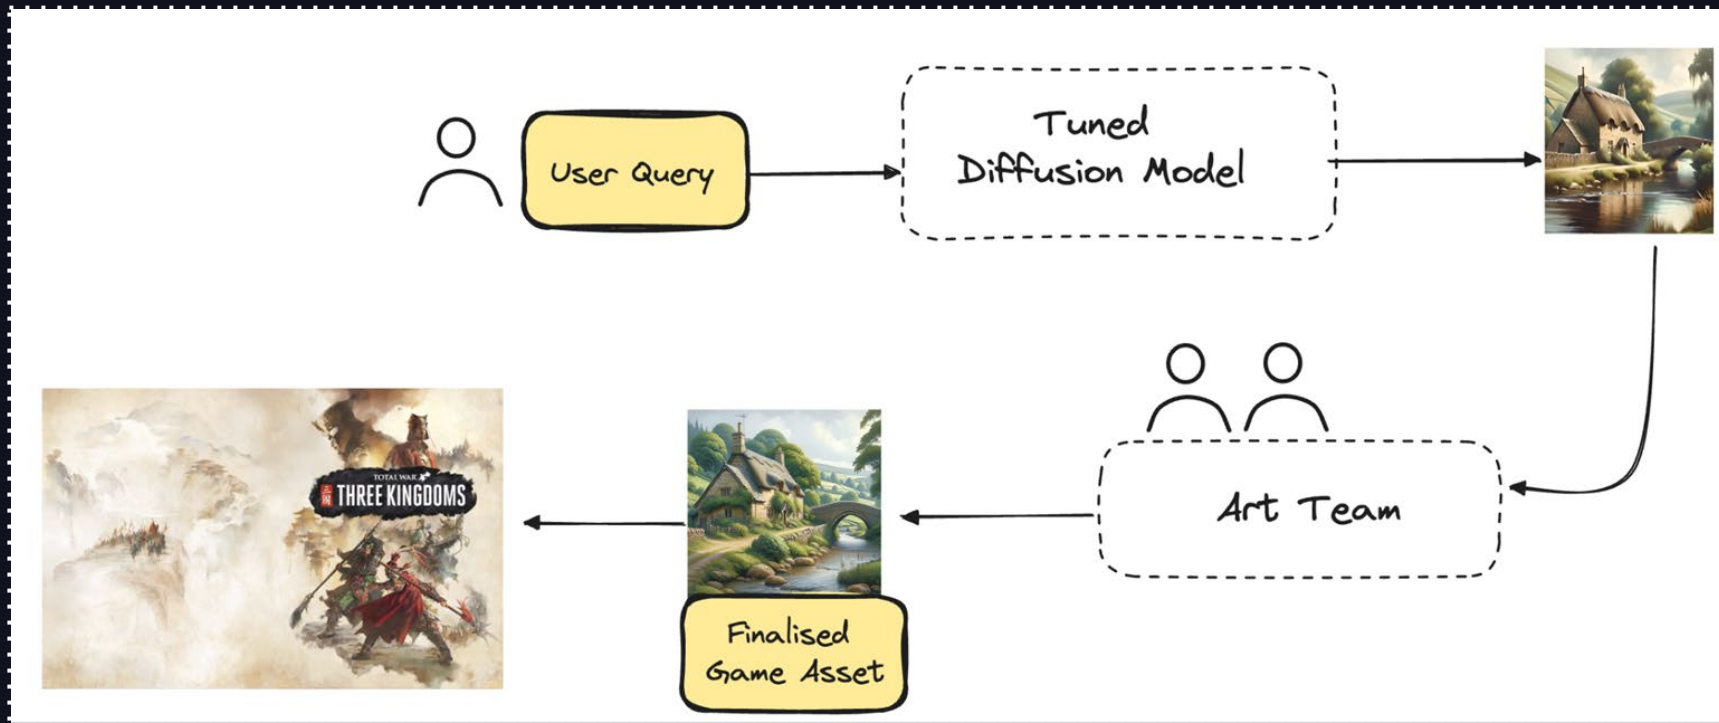 User Query
Tuned
Diffusion Model
Art Team
Finalised
Game Asset
TOTAL WAR
THREE KINGDOMS